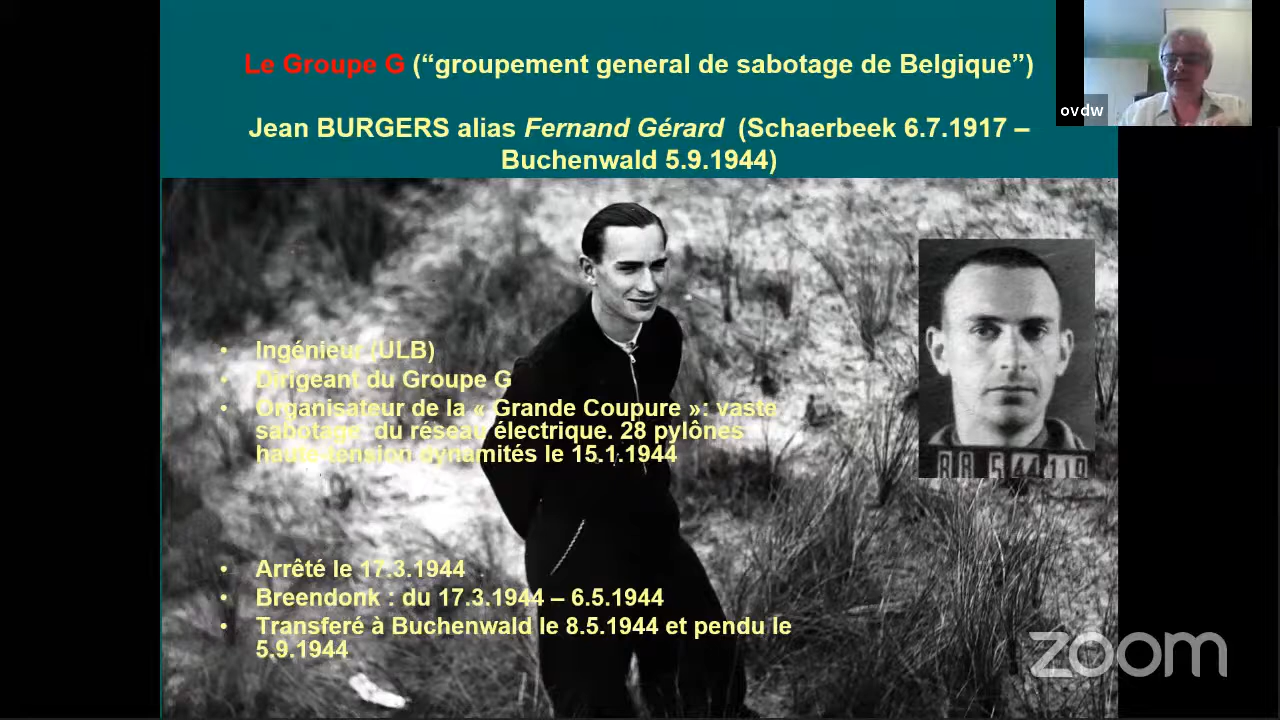 Le Groupe G (“groupement general de sabotage de Belgique”)
ovdw
Jean BURGERS alias Fernand Gérard (Schaerbeek 6.7.1917 –
Buchenwald 5.9.1944)
• Ingénieur (ULB)
• Dirigeant du Groupe G
• Organisateur de la « Grande Coupure »: vaste
sabotage du réseau électrique. 28 pylônes
haute-tension dynamités le 15.1.1944
• Arrêté le 17.3.1944
• Breendonk : du 17.3.1944 – 6.5.1944
• Transferé à Buchenwald le 8.5.1944 et pendu le
5.9.1944
zoom